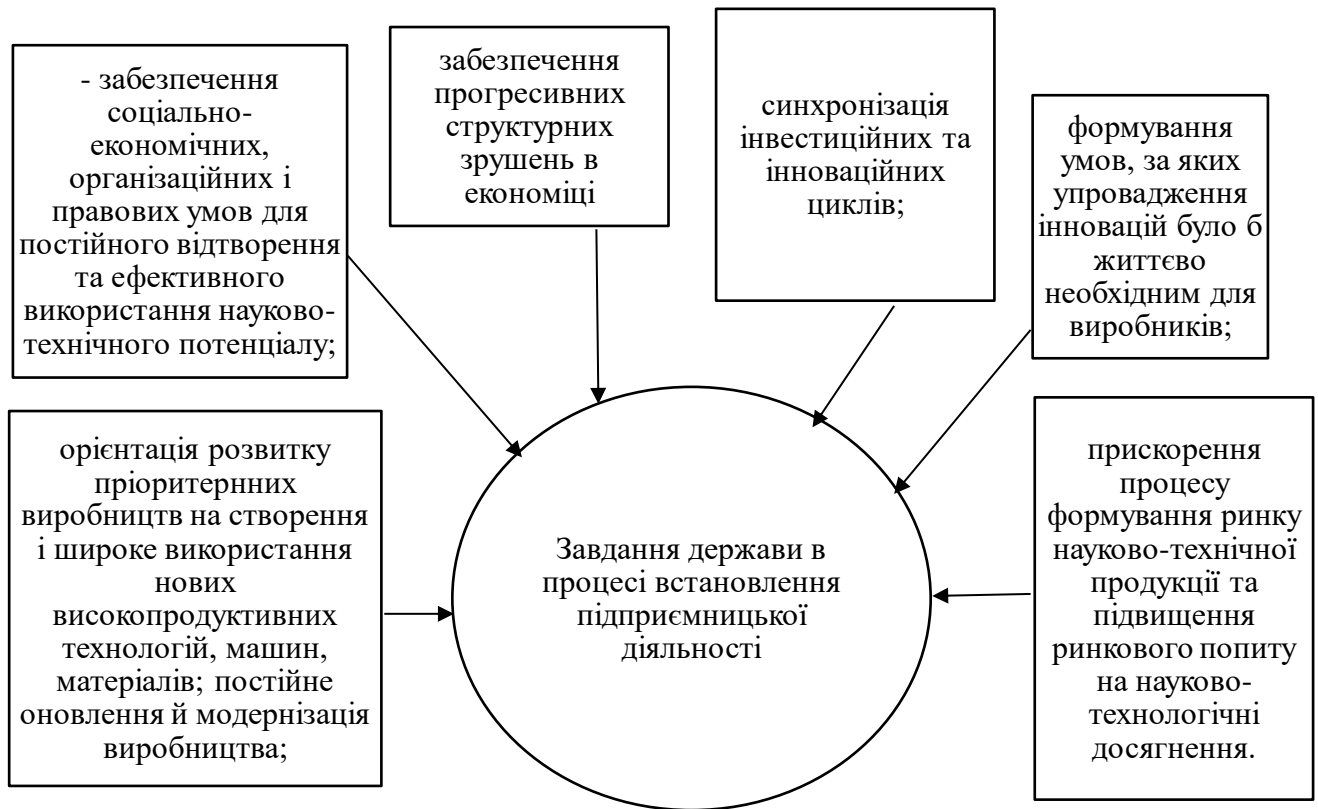 - забезпечення
соціально-
економічних,
організаційних і
правових умов для
постійного відтворення
та ефективного
використання науково-
технічного потенціалу;
забезпечення
прогресивних
структурних
зрушень в
економіці
синхронізація
інвестиційних та
інноваційних
циклів;
формування
умов, за яких
упровадження
інновацій було б
життєво
необхідним для
виробників;
орієнтація розвитку
пріоритернних
виробництв на створення
і широке використання
нових
високопродуктивних
технологій, машин,
матеріалів; постійне
оновлення й модернізація
виробництва;
Завдання держави в
процесі встановлення
підприємницької
діяльності
прискорення
процесу
формування ринку
науково-технічної
продукції та
підвищення
ринкового попиту
на науково-
технологічні
досягнення.